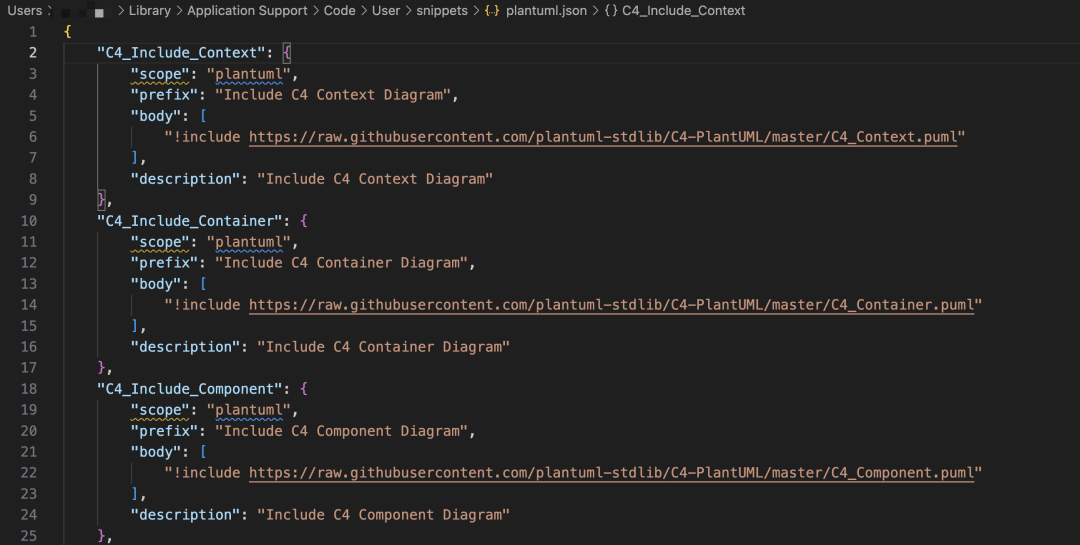 Users > Library > Application Support > Code > User > snippets > {..} plantuml.json > {} C4_Include_Context
1 {
2 "C4_Include_Context": {
3 "scope": "plantuml",
4 "prefix": "Include C4 Context Diagram",
5 "body": [
6 "!include https://raw.githubusercontent.com/plantuml-stdlib/C4-PlantUML/master/C4_Context.puml"
7 ],
8 "description": "Include C4 Context Diagram"
9 },
10 "C4_Include_Container": {
11 "scope": "plantuml",
12 "prefix": "Include C4 Container Diagram",
13 "body": [
14 "!include https://raw.githubusercontent.com/plantuml-stdlib/C4-PlantUML/master/C4_Container.puml"
15 ],
16 "description": "Include C4 Container Diagram"
17 },
18 "C4_Include_Component": {
19 "scope": "plantuml",
20 "prefix": "Include C4 Component Diagram",
21 "body": [
22 "!include https://raw.githubusercontent.com/plantuml-stdlib/C4-PlantUML/master/C4_Component.puml"
23 ],
24 "description": "Include C4 Component Diagram"
25 },